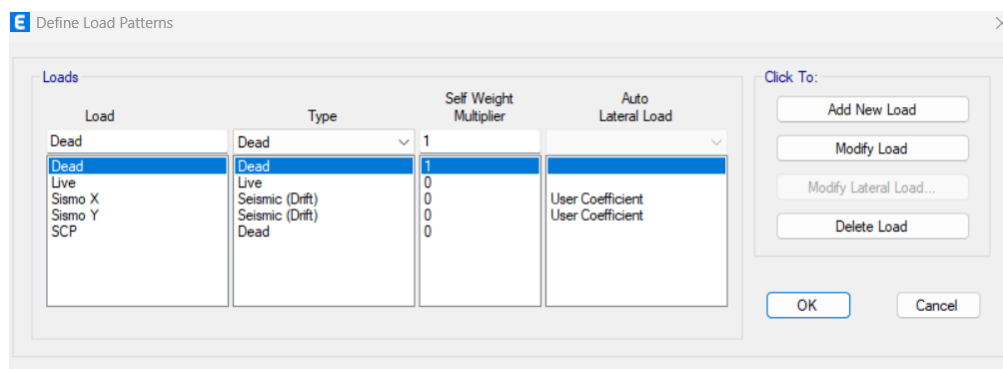 E Define Load Patterns
Loads
Click To:
Load Type Self Weight Multiplier Auto Lateral Load
Dead Dead 1
Dead Dead 1
Live Live 0
Sismo X Seismic (Drift) 0 User Coefficient
Sismo Y Seismic (Drift) 0 User Coefficient
SCP Dead 0
Add New Load
Modify Load
Modify Lateral Load...
Delete Load
OK Cancel